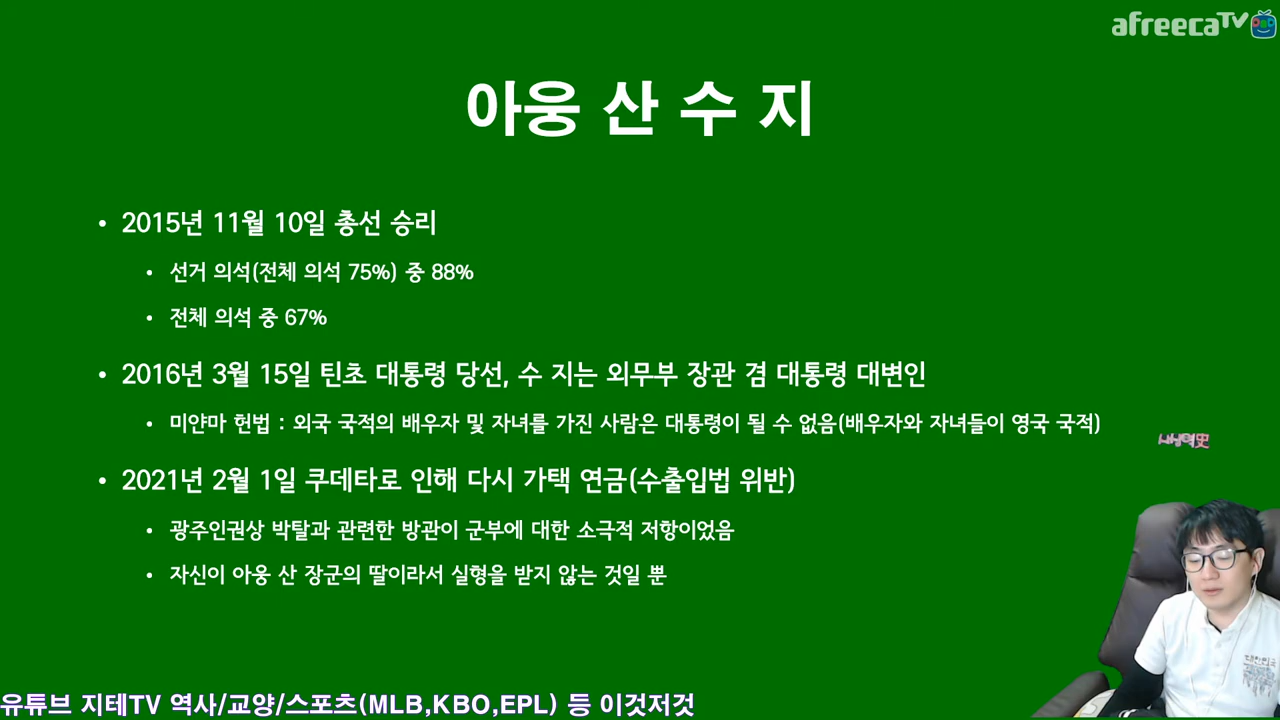 afreecaTV
아웅 산 수 지
• 2015년 11월 10일 총선 승리
• 선거 의석(전체 의석 75%) 중 88%
• 전체 의석 중 67%
• 2016년 3월 15일 틴초 대통령 당선, 수 지는 외무부 장관 겸 대통령 대변인
• 미얀마 헌법 : 외국 국적의 배우자 및 자녀를 가진 사람은 대통령이 될 수 없음(배우자와 자녀들이 영국 국적)
• 2021년 2월 1일 쿠데타로 인해 다시 가택 연금(수출입법 위반)
• 광주인권상 박탈과 관련한 방관이 군부에 대한 소극적 저항이었음
• 자신이 아웅 산 장군의 딸이라서 실형을 받지 않는 것일 뿐
대한민국
유튜브 지테TV 역사/교양/스포츠(MLB,KBO,EPL) 등 이것저것